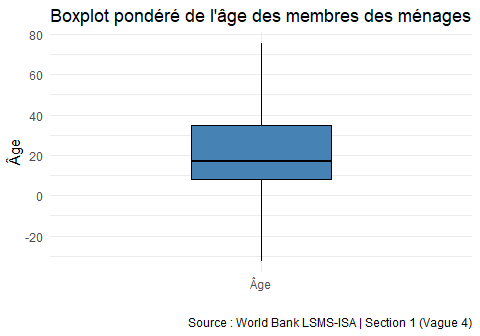 Boxplot pondéré de l'âge des membres des ménages
80
60
40
20
0
-20
Âge
Âge
Source : World Bank LSMS-ISA | Section 1 (Vague 4)